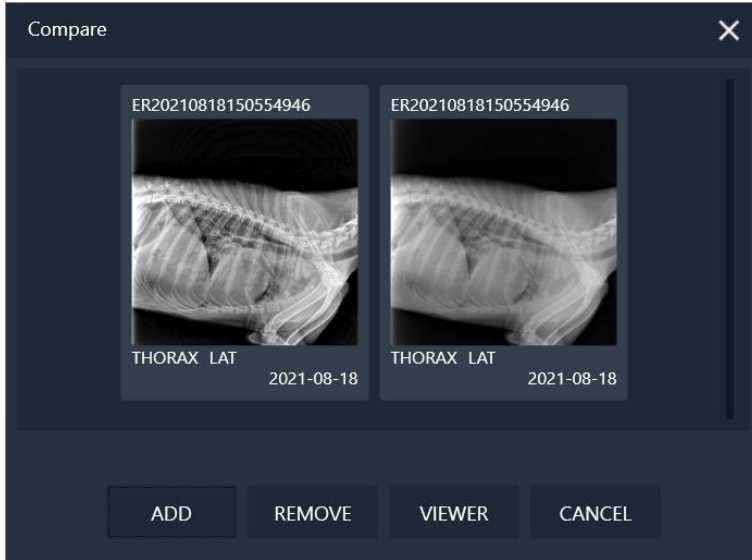 Compare
ER20210818150554946 ER20210818150554946
THORAX LAT THORAX LAT
2021-08-18 2021-08-18
ADD REMOVE VIEWER CANCEL